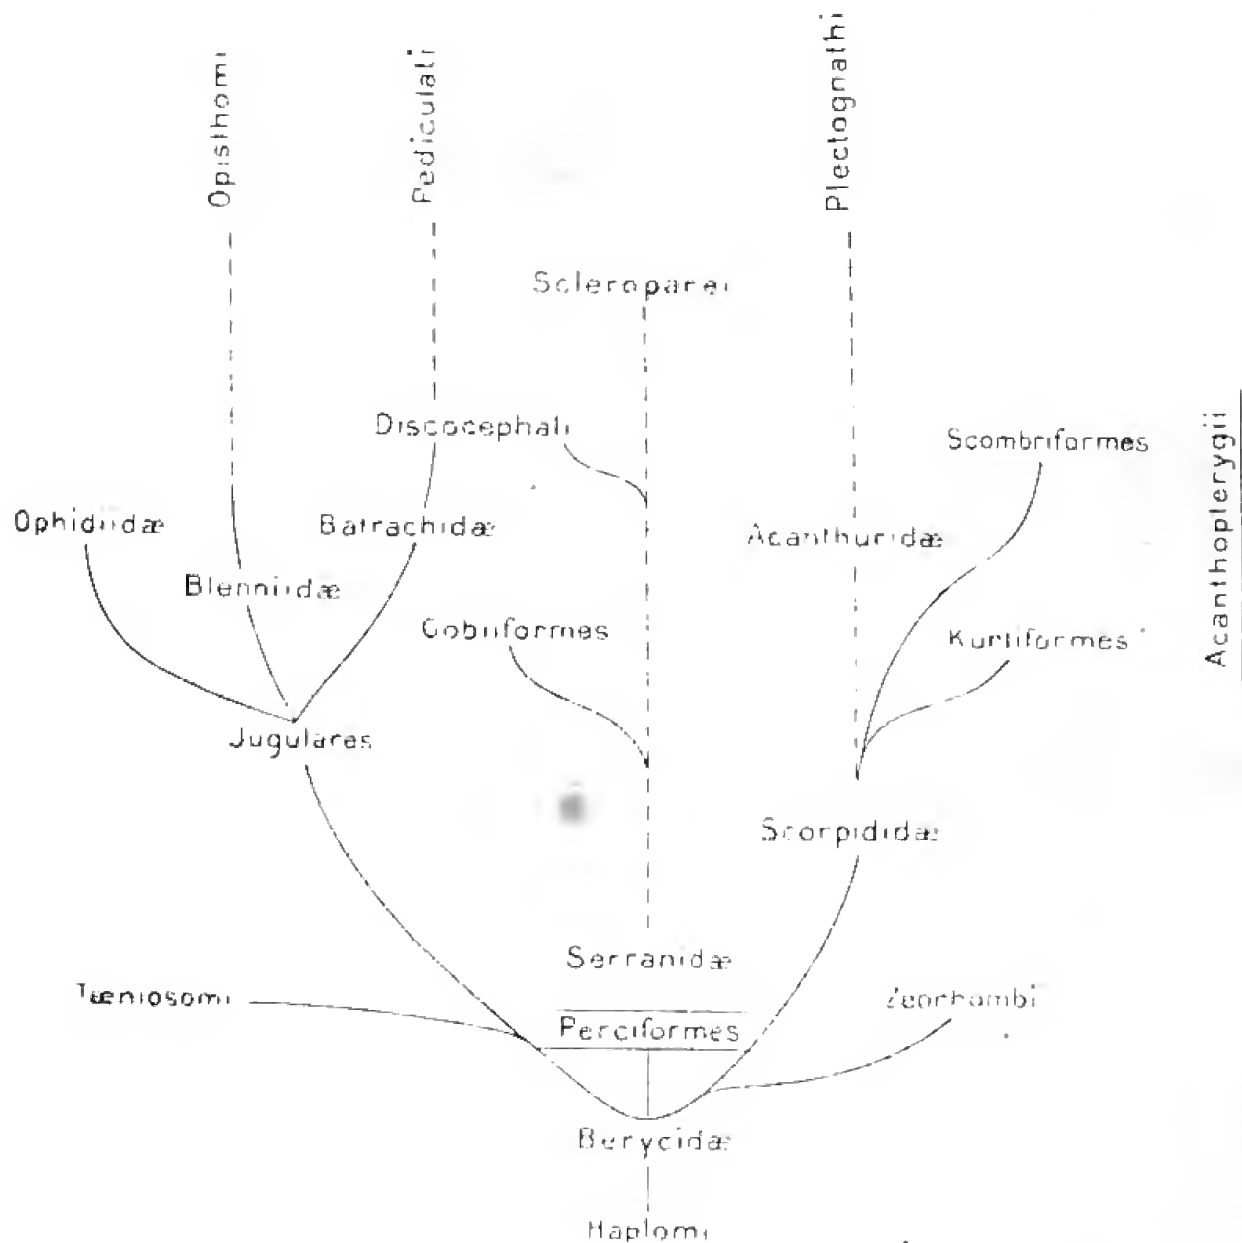 Opisthomi
Pediculati
Plectognathi
Scleroparei
Discocephali
Scombriformes
Acanthopterygii
Ophidiidæ
Batrachidæ
Acanthuridæ
Blenniidæ
Gobiiformes
Kurtiformes
Jugulares
Scorpididæ
Serranidæ
Tæniosomi
Zeorhombi
Perciformes
Berycidæ
Haplomi